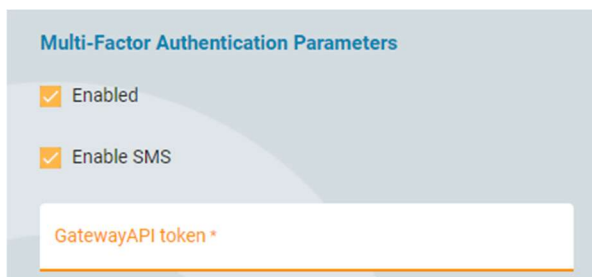 Multi-Factor Authentication Parameters
Enabled
Enable SMS
GatewayAPI token *